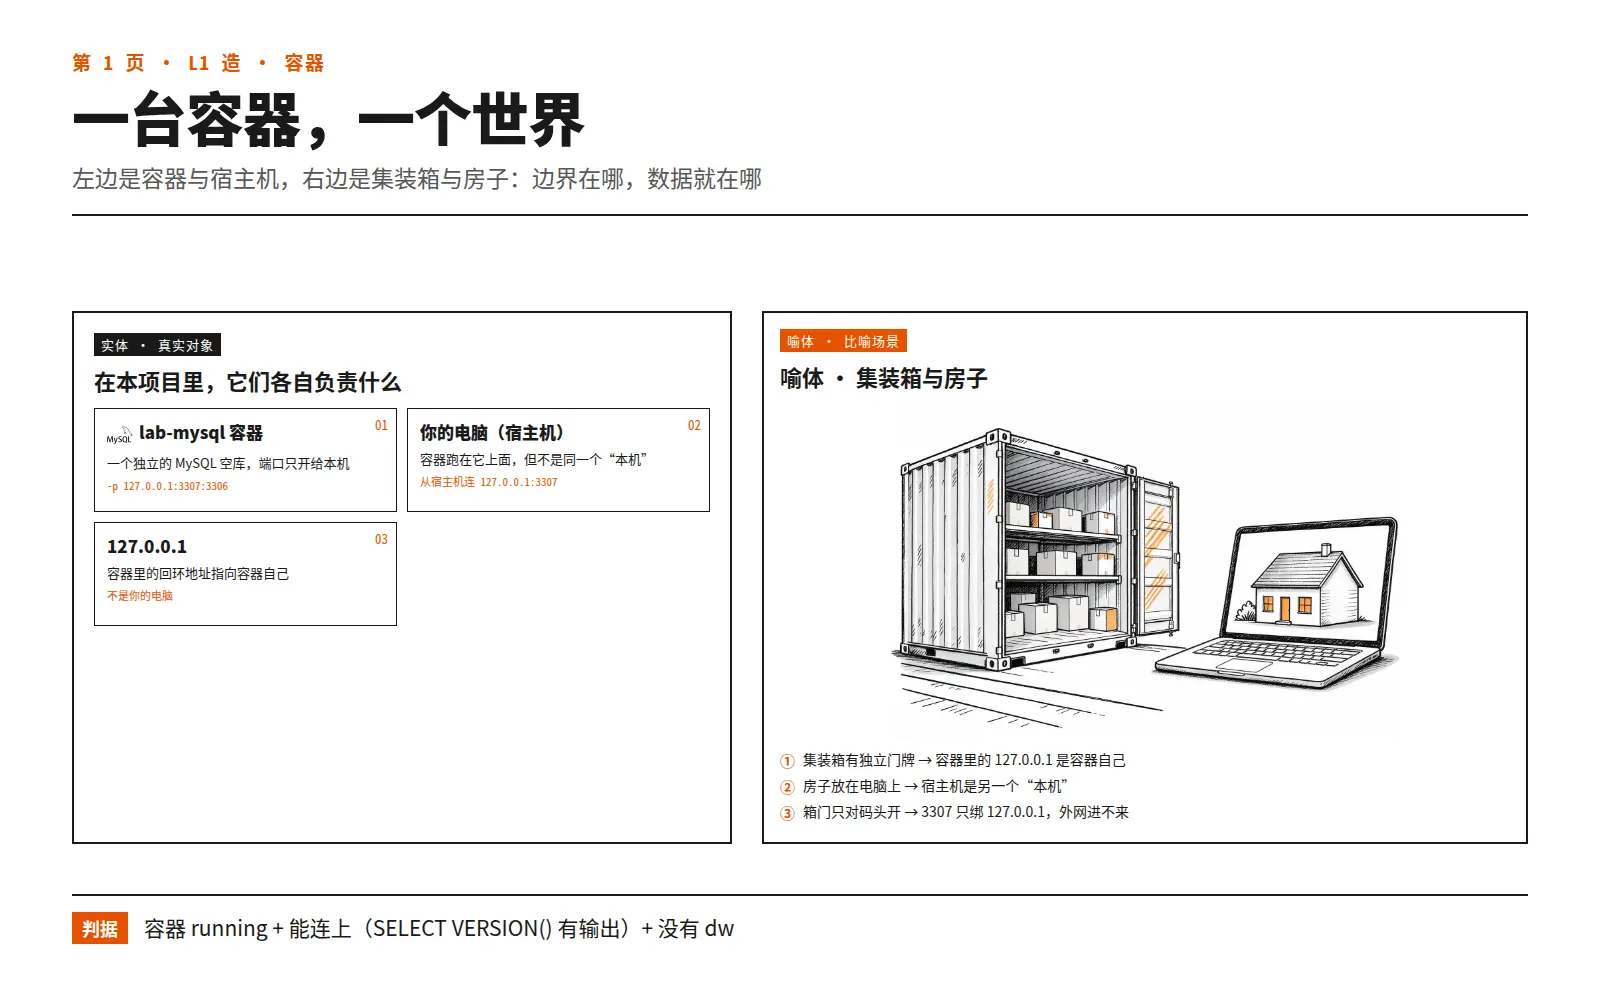 第 1 页 · L1 造 · 容器
一台容器，一个世界
左边是容器与宿主机，右边是集装箱与房子：边界在哪，数据就在哪
实体 · 真实对象
在本项目里，它们各自负责什么
MySQL lab-mysql 容器
01
一个独立的 MySQL 空库，端口只开给本机
-p 127.0.0.1:3307:3306
你的电脑（宿主机）
02
容器跑在它上面，但不是同一个“本机”
从宿主机连 127.0.0.1:3307
127.0.0.1
03
容器里的回环地址指向容器自己
不是你的电脑
喻体 · 比喻场景
喻体 · 集装箱与房子
① 集装箱有独立门牌 → 容器里的 127.0.0.1 是容器自己
② 房子放在电脑上 → 宿主机是另一个“本机”
③ 箱门只对码头开 → 3307 只绑 127.0.0.1，外网进不来
判据 容器 running + 能连上（SELECT VERSION() 有输出）+ 没有 dw